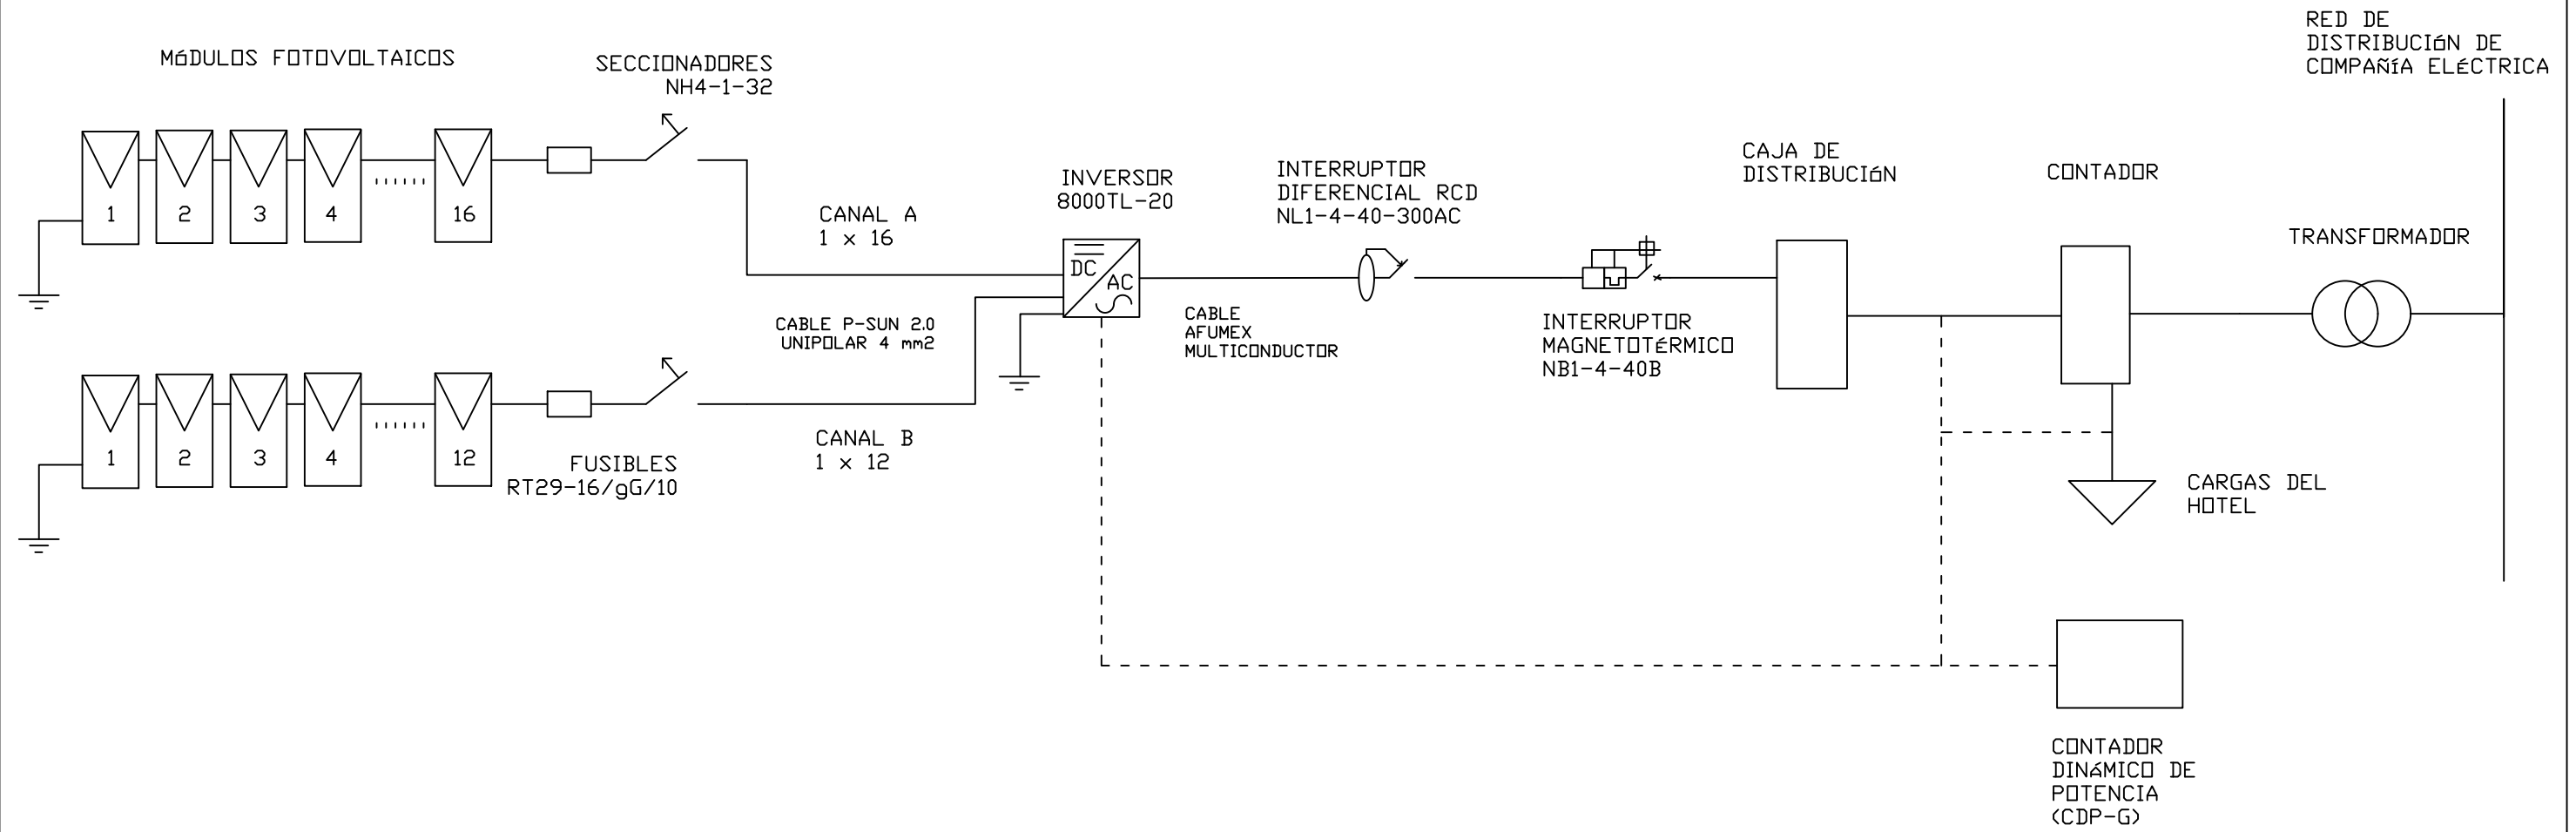 MóDULOS FOTOVOLTAICOS
SECCIONADORES
NH4-1-32
RED DE
DISTRIBUCIóN DE
COMPAÑÍA ELÉCTRICA
1
2
3
4
16
CANAL A
1 x 16
INVERSOR
8000TL-20
DC
AC
INTERRUPTOR
DIFERENCIAL RCD
NL1-4-40-300AC
CAJA DE
DISTRIBUCIóN
CONTADOR
TRANSFORMADOR
CABLE P-SUN 2.0
UNIPOLAR 4 mm2
CABLE
AFUMEX
MULTICONDUCTOR
INTERRUPTOR
MAGNETOTÉRMICO
NB1-4-40B
1
2
3
4
12
FUSIBLES
RT29-16/gG/10
CANAL B
1 x 12
CARGAS DEL
HOTEL
CONTADOR
DINáMICO DE
POTENCIA
(CDP-G)